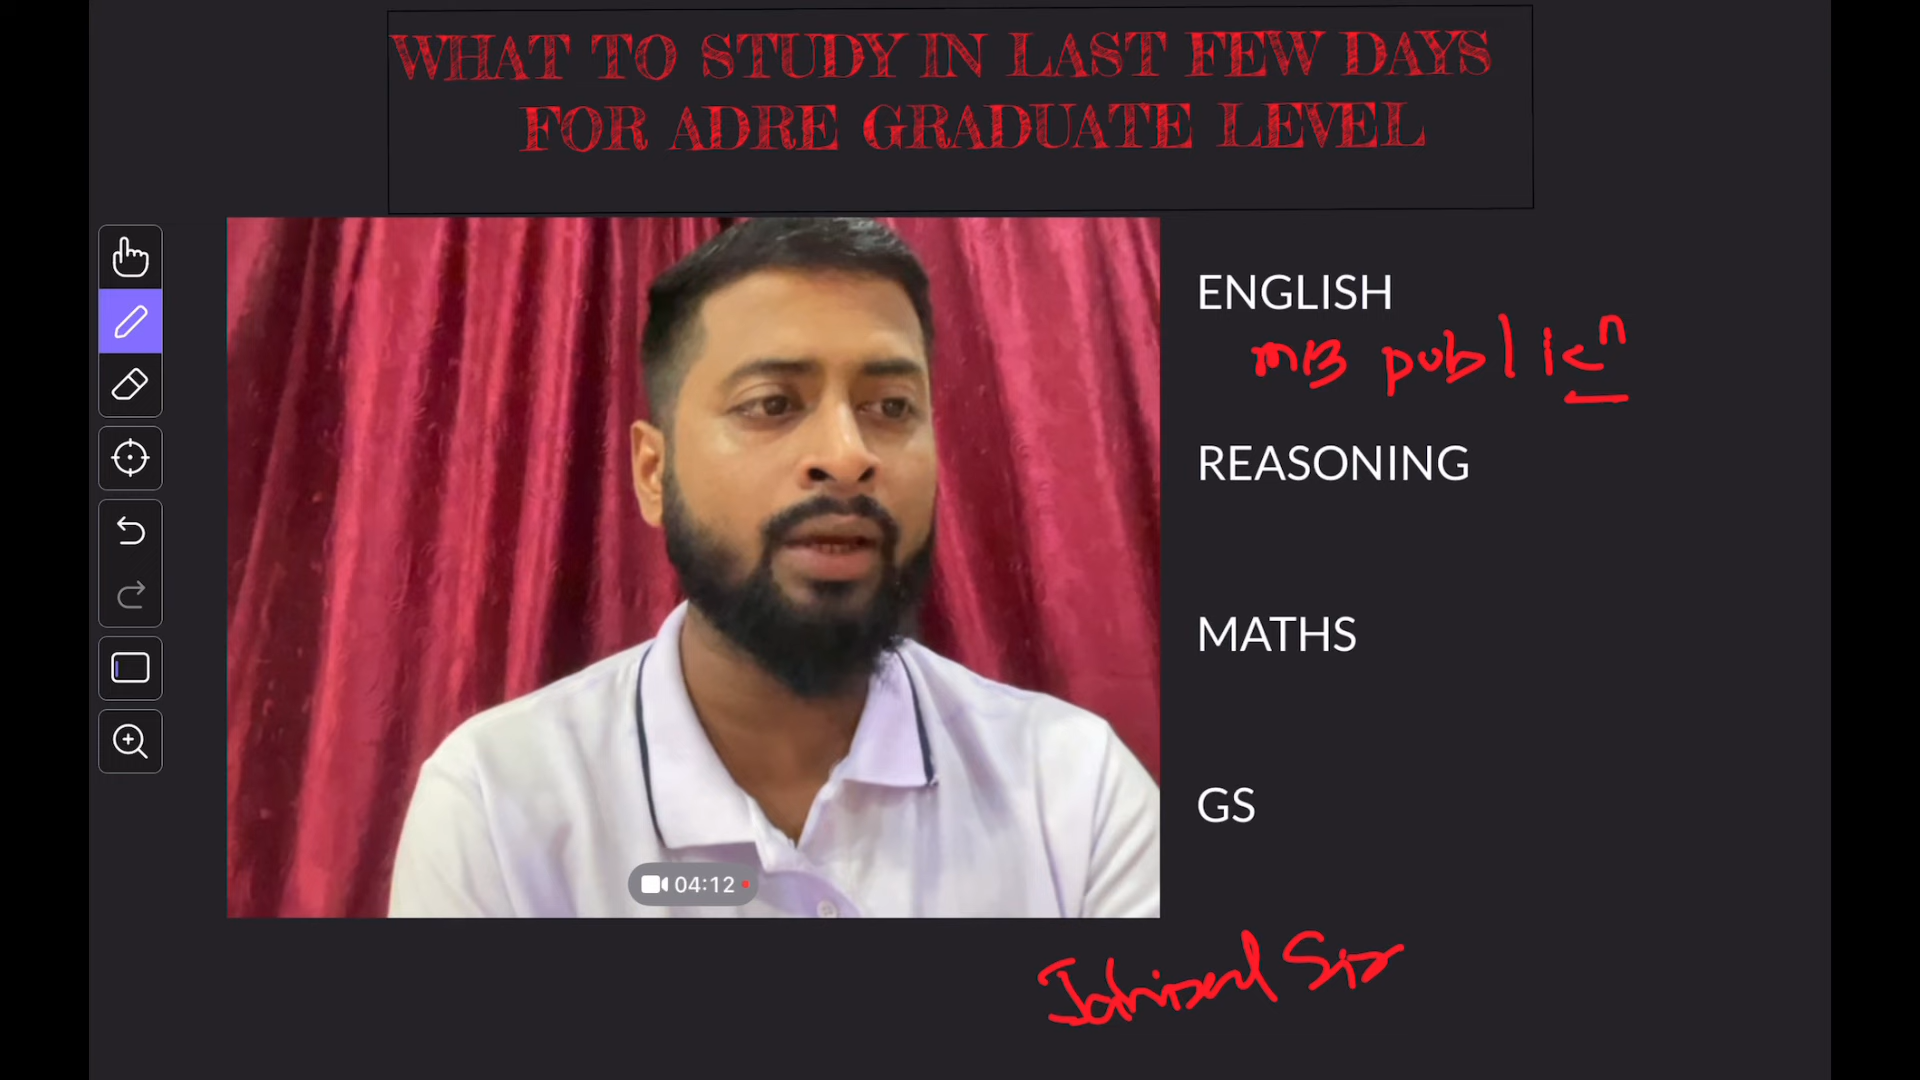 WHAT TO STUDY IN LAST FEW DAYS
FOR ADRE GRADUATE LEVEL
ENGLISH
MB publicn
REASONING
MATHS
GS
04:12
Sir